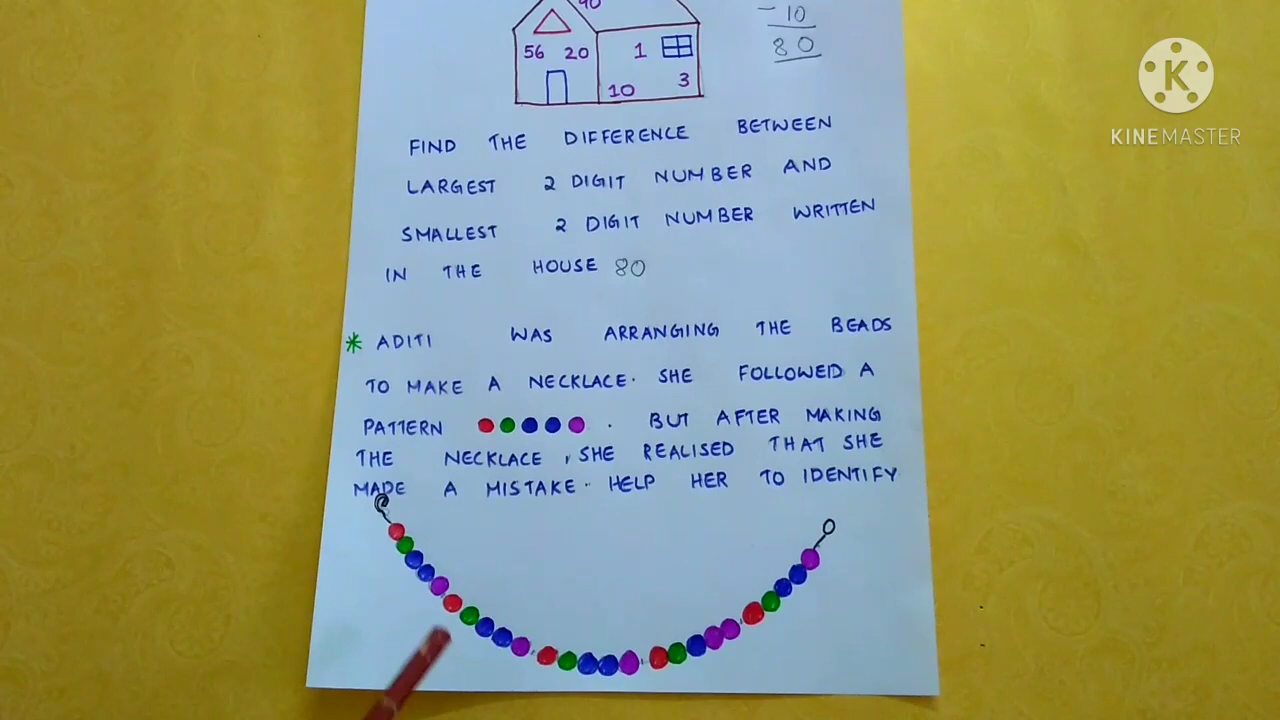 90
- 10
80
56 20 1
10 3
FIND THE DIFFERENCE BETWEEN
LARGEST 2 DIGIT NUMBER AND
SMALLEST 2 DIGIT NUMBER WRITTEN
IN THE HOUSE 80
* ADITI WAS ARRANGING THE BEADS
TO MAKE A NECKLACE. SHE FOLLOWED A
PATTERN . BUT AFTER MAKING
THE NECKLACE, SHE REALISED THAT SHE
MADE A MISTAKE. HELP HER TO IDENTIFY
K
KINEMASTER